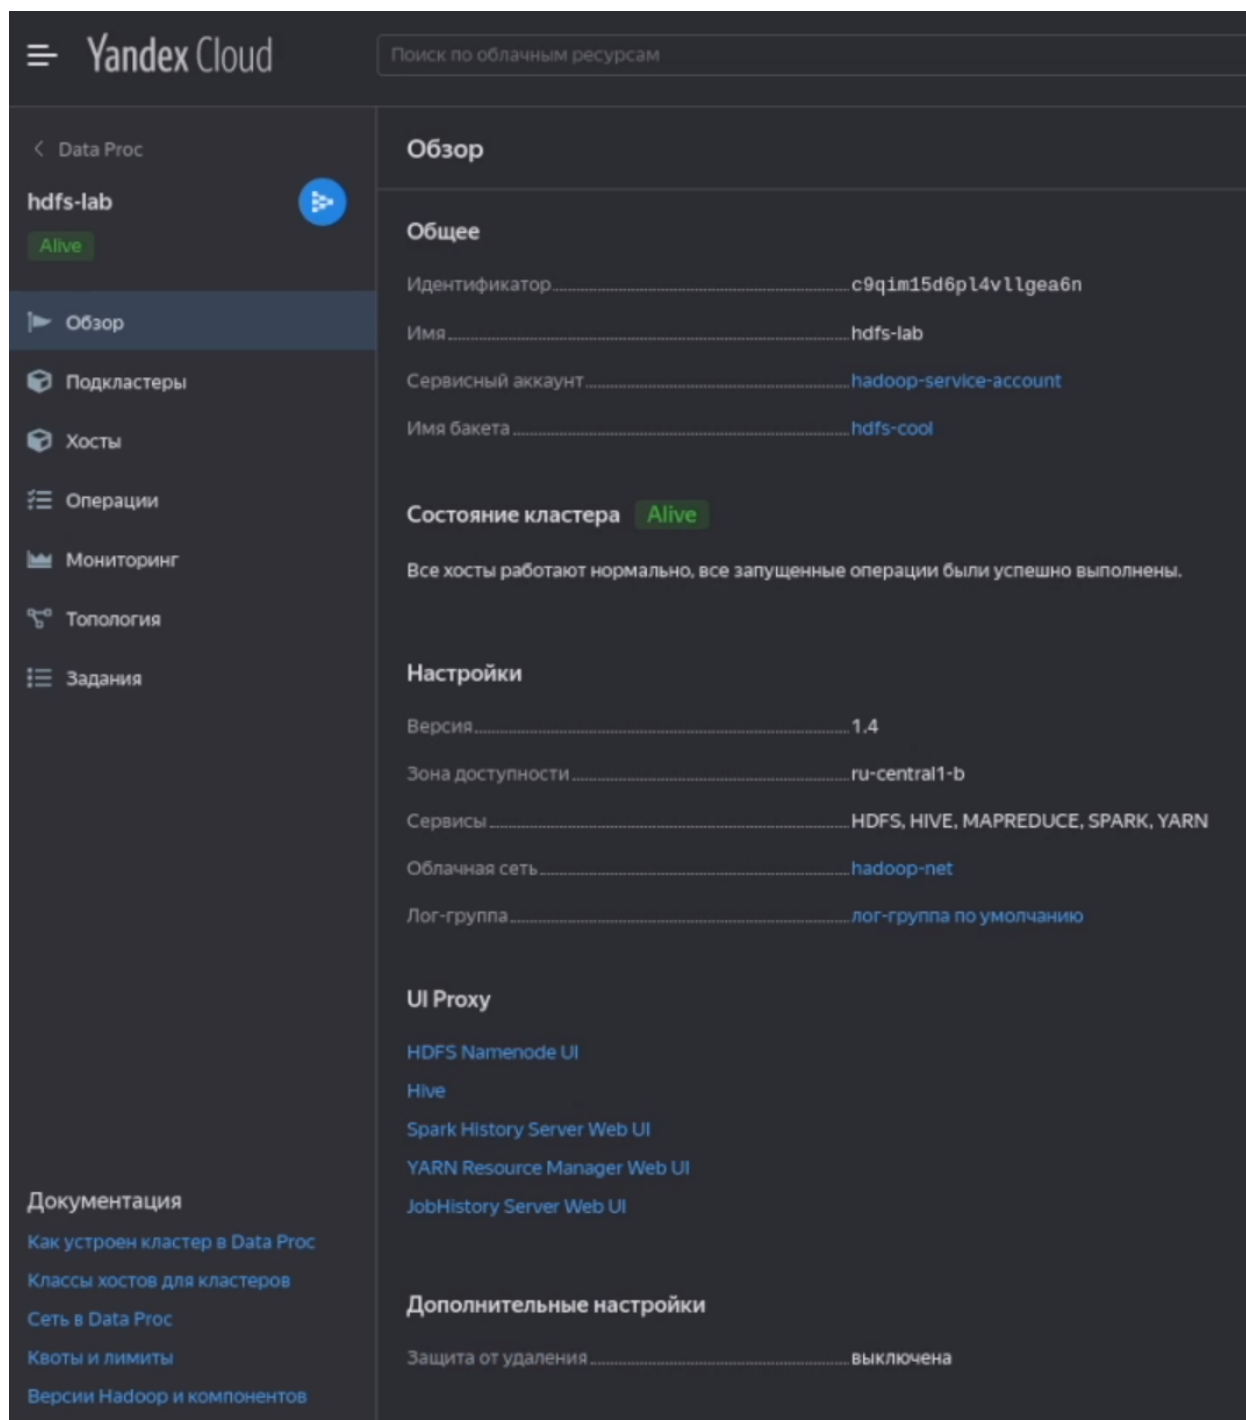 Yandex Cloud
Поиск по облачным ресурсам
Data Proc
hdfs-lab
Alive
Обзор
Подкластеры
Хосты
Операции
Мониторинг
Топология
Задания
Документация
Как устроен кластер в Data Proc
Классы хостов для кластеров
Сеть в Data Proc
Квоты и лимиты
Версии Hadoop и компонентов
Обзор
Общее
Идентификатор c9qim15d6pl4vllgea6n
Имя hdfs-lab
Сервисный аккаунт hadoop-service-account
Имя бакета hdfs-cool
Состояние кластера Alive
Все хосты работают нормально, все запущенные операции были успешно выполнены.
Настройки
Версия 1.4
Зона доступности ru-central1-b
Сервисы HDFS, HIVE, MAPREDUCE, SPARK, YARN
Облачная сеть hadoop-net
Лог-группа лог-группа по умолчанию
UI Proxy
HDFS Namenode UI
Hive
Spark History Server Web UI
YARN Resource Manager Web UI
JobHistory Server Web UI
Дополнительные настройки
Защита от удаления выключена